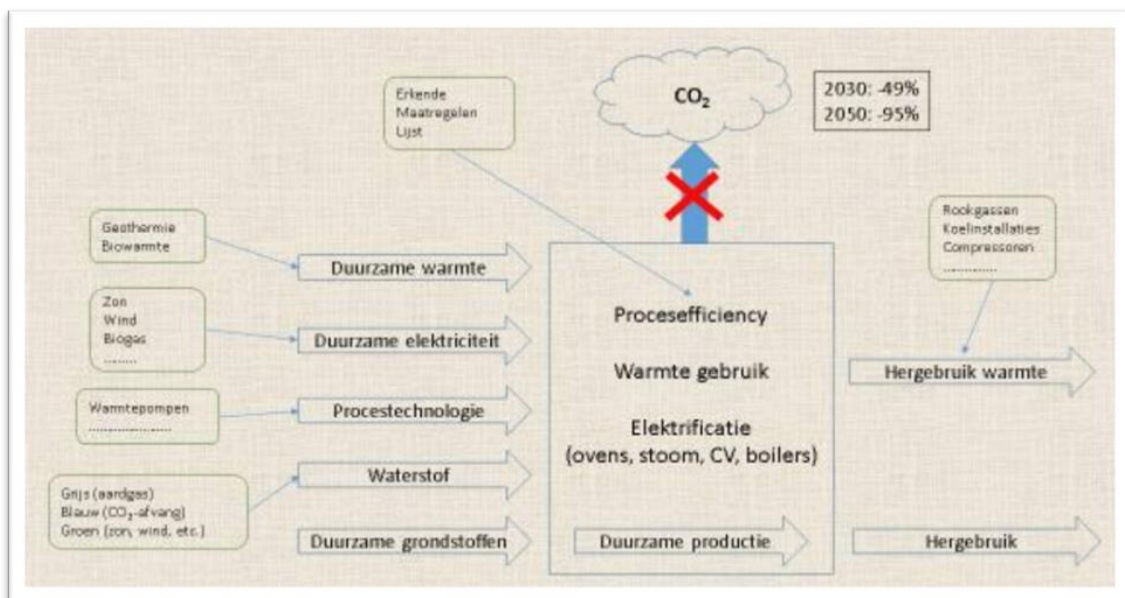 CO₂
2030: -49%
2050: -95%
Erkende
Maatregelen
Lijst
Geothermie
Biowarmte
Duurzame warmte
Zon
Wind
Biogas
........
Duurzame elektriciteit
Warmtepompen
....................
Procestechnologie
Grijs (aardgas)
Blauw (CO₂-afvang)
Groen (zon, wind, etc.)
Waterstof
Duurzame grondstoffen
Procesefficiency
Warmte gebruik
Elektrificatie
(ovens, stoom, CV, boilers)
Duurzame productie
Rookgassen
Koelinstallaties
Compressoren
.............
Hergebruik warmte
Hergebruik